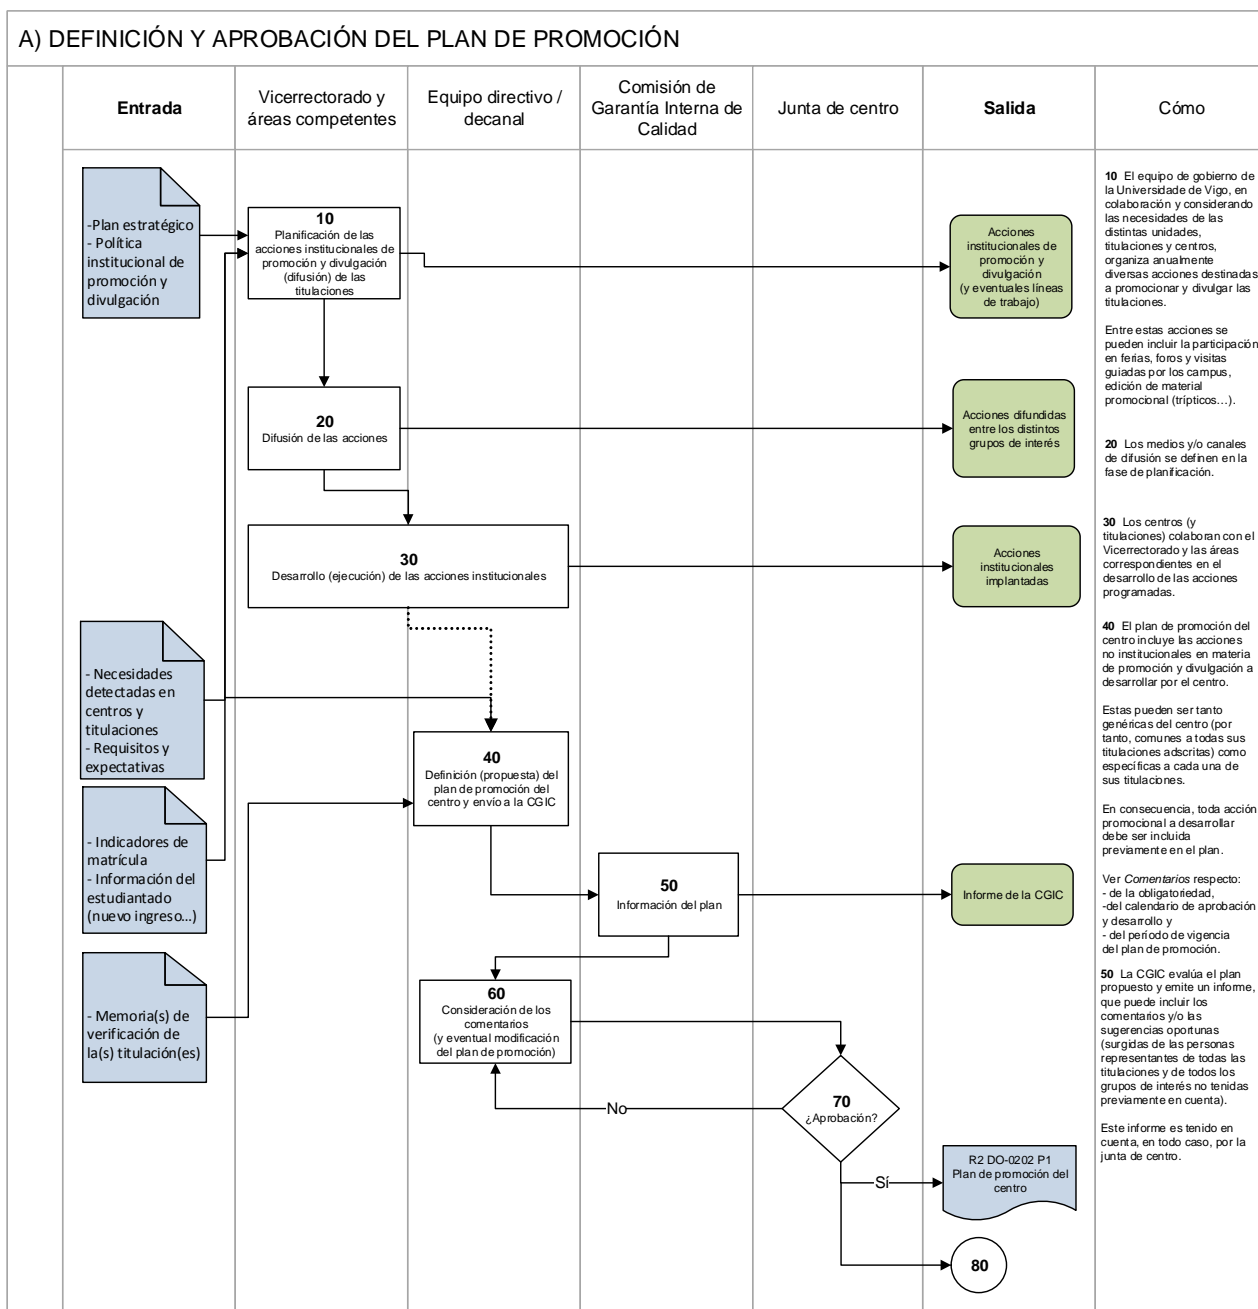 A) DEFINICIÓN Y APROBACIÓN DEL PLAN DE PROMOCIÓN
Entrada
Vicerrectorado y
áreas competentes
Equipo directivo /
decanal
Comisión de
Garantía Interna de
Calidad
Junta de centro
Salida
Cómo
-Plan estratégico
- Política
institucional de
promoción y
divulgación
10
Planificación de las
acciones institucionales de
promoción y divulgación
(difusión) de las
titulaciones
Acciones
institucionales de
promoción y
divulgación
(y eventuales líneas
de trabajo)
20
Difusión de las acciones
Acciones difundidas
entre los distintos
grupos de interés
30
Desarrollo (ejecución) de las acciones institucionales
Acciones
institucionales
implantadas
- Necesidades
detectadas en
centros y
titulaciones
- Requisitos y
expectativas
40
Definición (propuesta) del
plan de promoción del
centro y envío a la CGIC
- Indicadores de
matrícula
- Información del
estudiantado
(nuevo ingreso...)
50
Información del plan
Informe de la CGIC
- Memoria(s) de
verificación de
la(s) titulación(es)
60
Consideración de los
comentarios
(y eventual modificación
del plan de promoción)
70
¿Aprobación?
No
Sí
R2 DO-0202 P1
Plan de promoción del
centro
80
10 El equipo de gobierno de
la Universidade de Vigo, en
colaboración y considerando
las necesidades de las
distintas unidades,
titulaciones y centros,
organiza anualmente
diversas acciones destinadas
a promocionar y divulgar las
titulaciones.
Entre estas acciones se
pueden incluir la participación
en ferias, foros y visitas
guiadas por los campus,
edición de material
promocional (trípticos...).
20 Los medios y/o canales
de difusión se definen en la
fase de planificación.
30 Los centros (y
titulaciones) colaboran con el
Vicerrectorado y las áreas
correspondientes en el
desarrollo de las acciones
programadas.
40 El plan de promoción del
centro incluye las acciones
no institucionales en materia
de promoción y divulgación a
desarrollar por el centro.
Estas pueden ser tanto
genéricas del centro (por
tanto, comunes a todas sus
titulaciones adscritas) como
específicas a cada una de
sus titulaciones.
En consecuencia, toda acción
promocional a desarrollar
debe ser incluida
previamente en el plan.
Ver Comentarios respecto:
- de la obligatoriedad,
-del calendario de aprobación
y desarrollo y
- del período de vigencia
del plan de promoción.
50 La CGIC evalúa el plan
propuesto y emite un informe,
que puede incluir los
comentarios y/o las
sugerencias oportunas
(surgidas de las personas
representantes de todas las
titulaciones y de todos los
grupos de interés no tenidas
previamente en cuenta).
Este informe es tenido en
cuenta, en todo caso, por la
junta de centro.